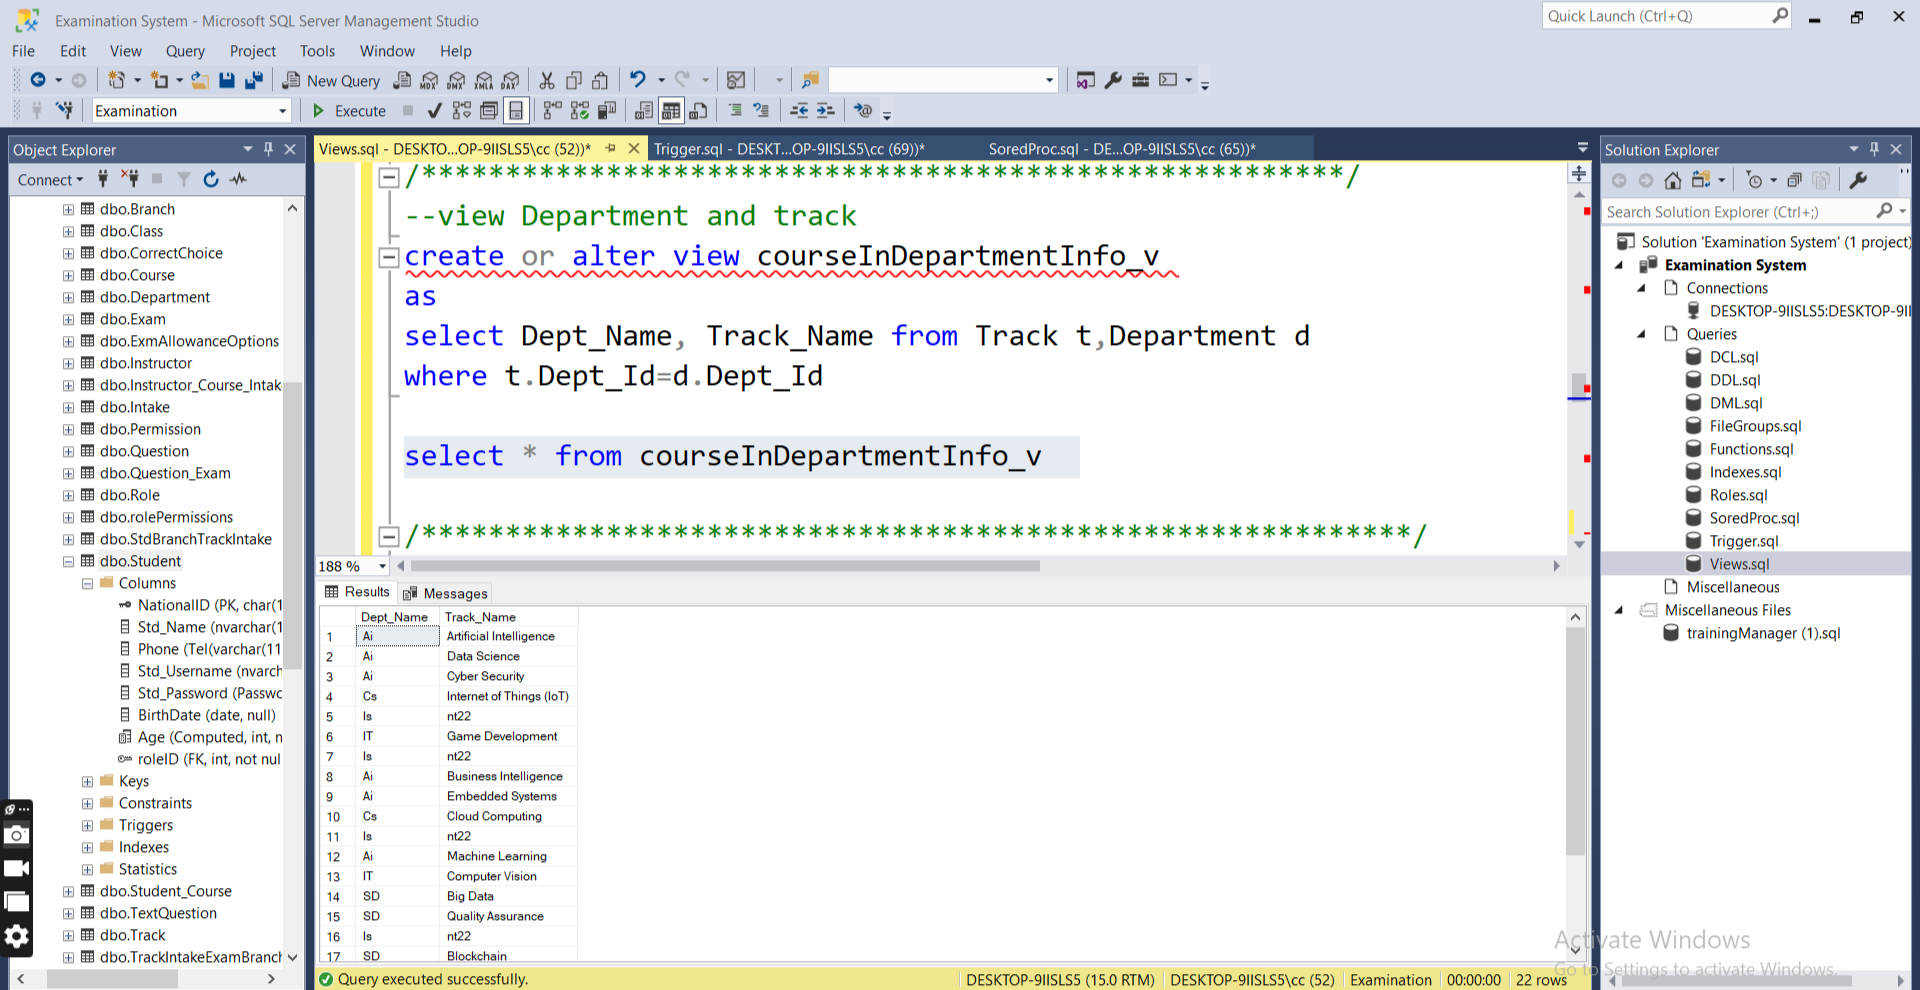 Examination System - Microsoft SQL Server Management Studio
Quick Launch (Ctrl+Q)
File Edit View Query Project Tools Window Help
New Query
MDX DMX XMLA DAX
Examination
Execute
Object Explorer
Connect
dbo.Branch
dbo.Class
dbo.CorrectChoice
dbo.Course
dbo.Department
dbo.Exam
dbo.ExmAllowanceOptions
dbo.Instructor
dbo.Instructor_Course_Intak
dbo.Intake
dbo.Permission
dbo.Question
dbo.Question_Exam
dbo.Role
dbo.rolePermissions
dbo.StdBranchTrackIntake
dbo.Student
Columns
NationalID (PK, char(1
Std_Name (nvarchar(1
Phone (Tel(varchar(11
Std_Username (nvarch
Std_Password (Passwo
BirthDate (date, null)
Age (Computed, int, n
roleID (FK, int, not nul
Keys
Constraints
Triggers
Indexes
Statistics
dbo.Student_Course
dbo.TextQuestion
dbo.Track
dbo.TrackIntakeExamBranch
Views.sql - DESKTO...OP-9IISLS5\cc (52))*
Trigger.sql - DESKT...OP-9IISLS5\cc (69))*
SoredProc.sql - DE...OP-9IISLS5\cc (65))*
/*******************************************************/
--view Department and track
create or alter view courseInDepartmentInfo_v
as
select Dept_Name, Track_Name from Track t,Department d
where t.Dept_Id=d.Dept_Id
select * from courseInDepartmentInfo_v
/***********************************************************/
188 %
Results
Messages
Dept_Name Track_Name
1 Ai Artificial Intelligence
2 Ai Data Science
3 Ai Cyber Security
4 Cs Internet of Things (IoT)
5 Is nt22
6 IT Game Development
7 Is nt22
8 Ai Business Intelligence
9 Ai Embedded Systems
10 Cs Cloud Computing
11 Is nt22
12 Ai Machine Learning
13 IT Computer Vision
14 SD Big Data
15 SD Quality Assurance
16 Is nt22
17 SD Blockchain
Query executed successfully.
DESKTOP-9IISLS5 (15.0 RTM)
DESKTOP-9IISLS5\cc (52)
Examination
00:00:00
22 rows
Solution Explorer
Search Solution Explorer (Ctrl+;)
Solution 'Examination System' (1 project)
Examination System
Connections
DESKTOP-9IISLS5:DESKTOP-9II
Queries
DCL.sql
DDL.sql
DML.sql
FileGroups.sql
Functions.sql
Indexes.sql
Roles.sql
SoredProc.sql
Trigger.sql
Views.sql
Miscellaneous
Miscellaneous Files
trainingManager (1).sql
Activate Windows
Go to Settings to activate Windows.